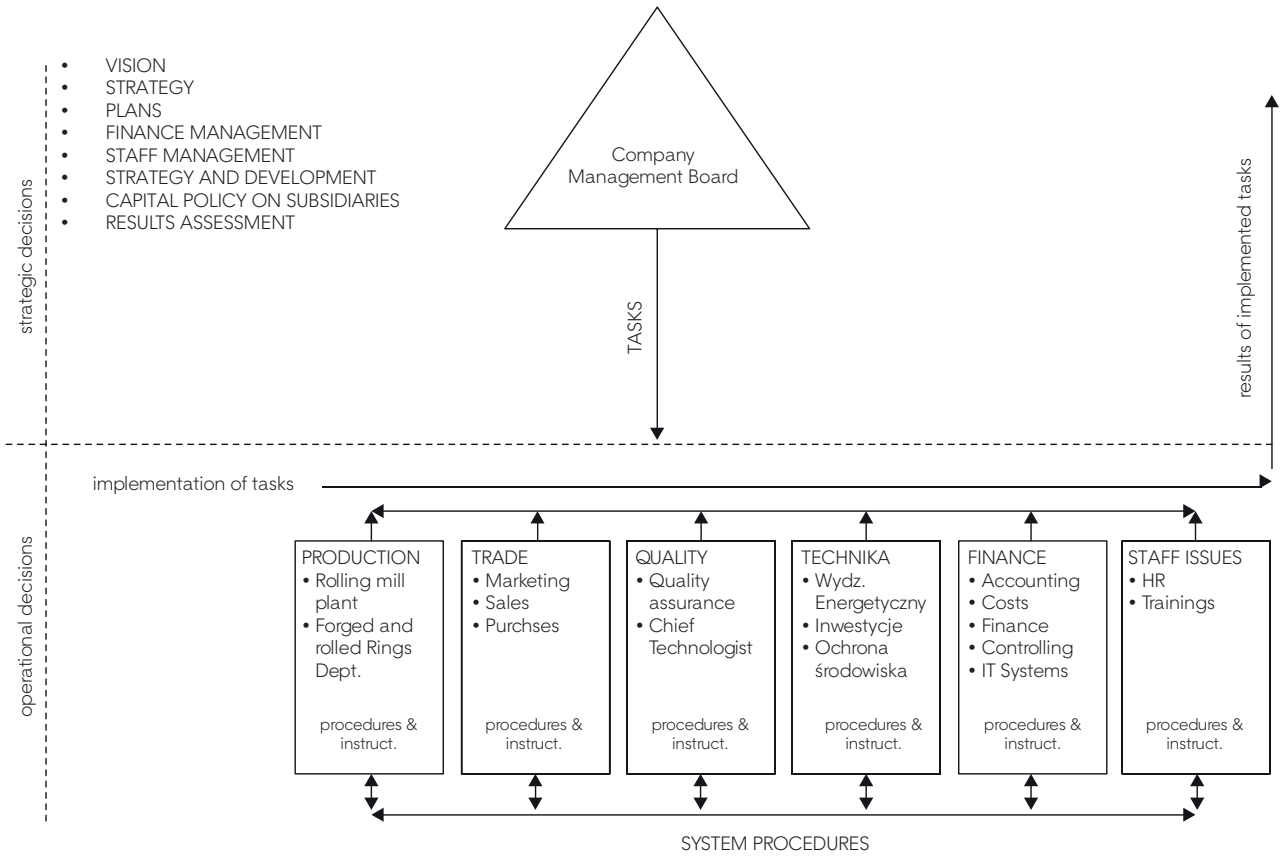 • VISION
• STRATEGY
• PLANS
• FINANCE MANAGEMENT
• STAFF MANAGEMENT
• STRATEGY AND DEVELOPMENT
• CAPITAL POLICY ON SUBSIDIARIES
• RESULTS ASSESSMENT
strategic decisions
Company
Management Board
TASKS
results of implemented tasks
implementation of tasks
operational decisions
PRODUCTION
• Rolling mill
plant
• Forged and
rolled Rings
Dept.
procedures &
instruct.
TRADE
• Marketing
• Sales
• Purchses
procedures &
instruct.
QUALITY
• Quality
assurance
• Chief
Technologist
procedures &
instruct.
TECHNIKA
• Wydz.
Energetyczny
• Inwestycje
• Ochrona
środowiska
procedures &
instruct.
FINANCE
• Accounting
• Costs
• Finance
• Controlling
• IT Systems
procedures &
instruct.
STAFF ISSUES
• HR
• Trainings
procedures &
instruct.
SYSTEM PROCEDURES